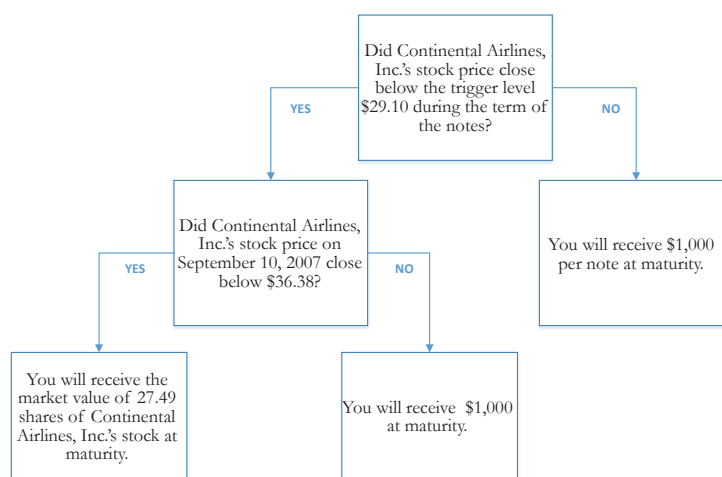 Did Continental Airlines,
Inc.'s stock price close
below the trigger level
$29.10 during the term of
the notes?
YES
NO
Did Continental Airlines,
Inc.'s stock price on
September 10, 2007 close
below $36.38?
You will receive $1,000
per note at maturity.
YES
NO
You will receive the
market value of 27.49
shares of Continental
Airlines, Inc.'s stock at
maturity.
You will receive $1,000
at maturity.